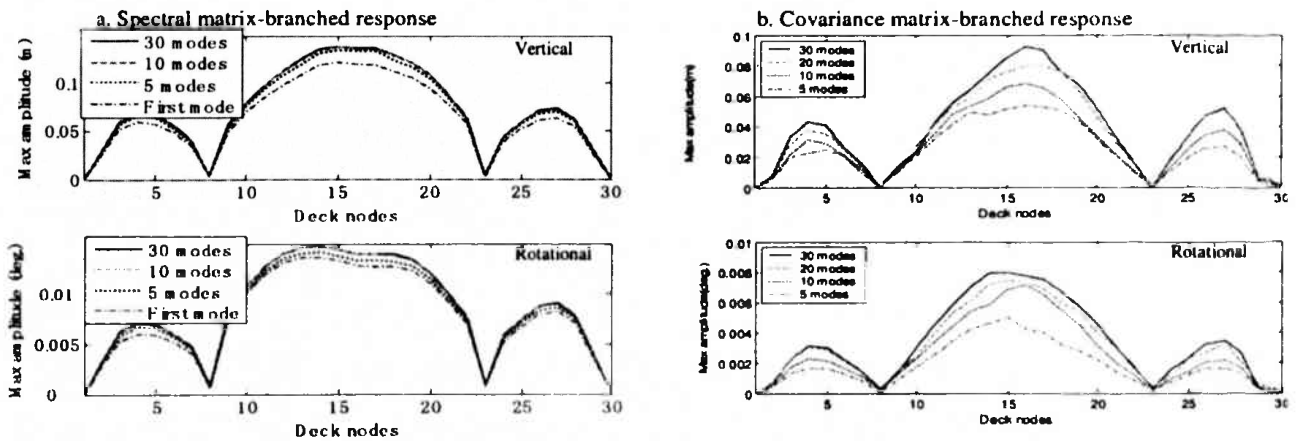 a. Spectral matrix-branched response
30 modes
10 modes
5 modes
First mode
Vertical
Max amplitude (m)
0.1
0.05
0
5 10 15 20 25 30
Deck nodes
30 modes
10 modes
5 modes
First mode
Rotational
Max amplitude (deg.)
0.01
0.005
0
5 10 15 20 25 30
Deck nodes
b. Covariance matrix-branched response
30 modes
20 modes
10 modes
5 modes
Vertical
Max amplitude(m)
0.1
0.08
0.06
0.04
0.02
0
5 10 15 20 25 30
Deck nodes
30 modes
20 modes
10 modes
5 modes
Rotational
Max amplitude(deg.)
0.01
0.008
0.006
0.004
0.002
0
5 10 15 20 25 30
Deck nodes